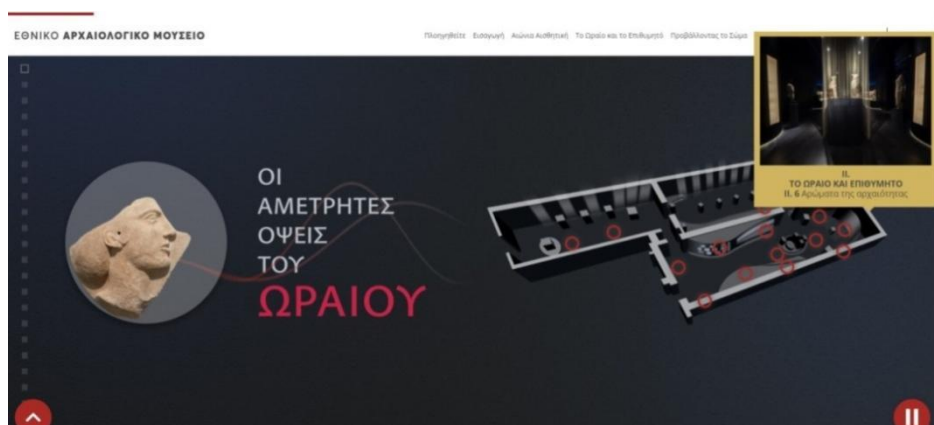 ΕΘΝΙΚΟ ΑΡΧΑΙΟΛΟΓΙΚΟ ΜΟΥΣΕΙΟ
Πλοηγηθείτε Εισαγωγή Αιώνια Αισθητική Το Ωραίο και το Επιθυμητό Προβάλλοντας το Σώμα
ΟΙ
ΑΜΕΤΡΗΤΕΣ
ΟΨΕΙΣ
ΤΟΥ
ΩΡΑΙΟΥ
II.
ΤΟ ΩΡΑΙΟ ΚΑΙ ΕΠΙΘΥΜΗΤΟ
II. 6 Αρώματα της αρχαιότητας